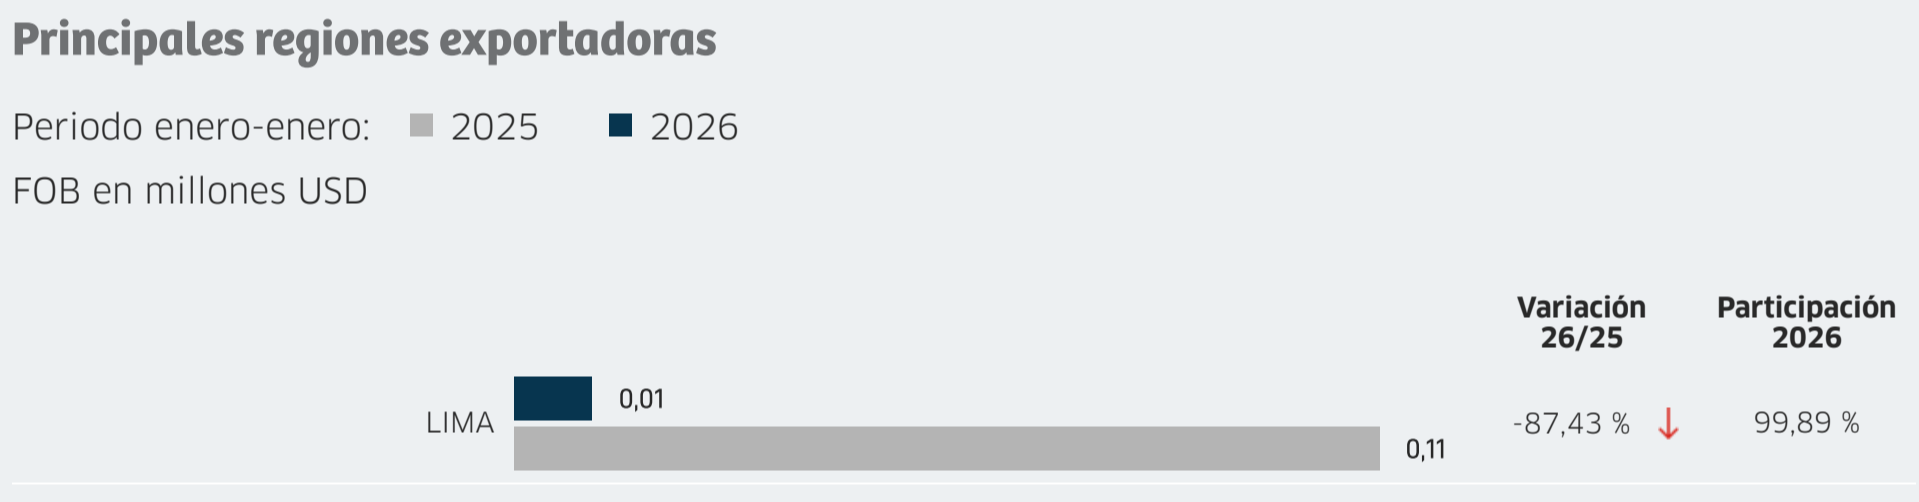 Principales regiones exportadoras
Periodo enero-enero: 2025 2026
FOB en millones USD
Variación 26/25
Participación 2026
LIMA
0,01
0,11
-87,43 %
99,89 %